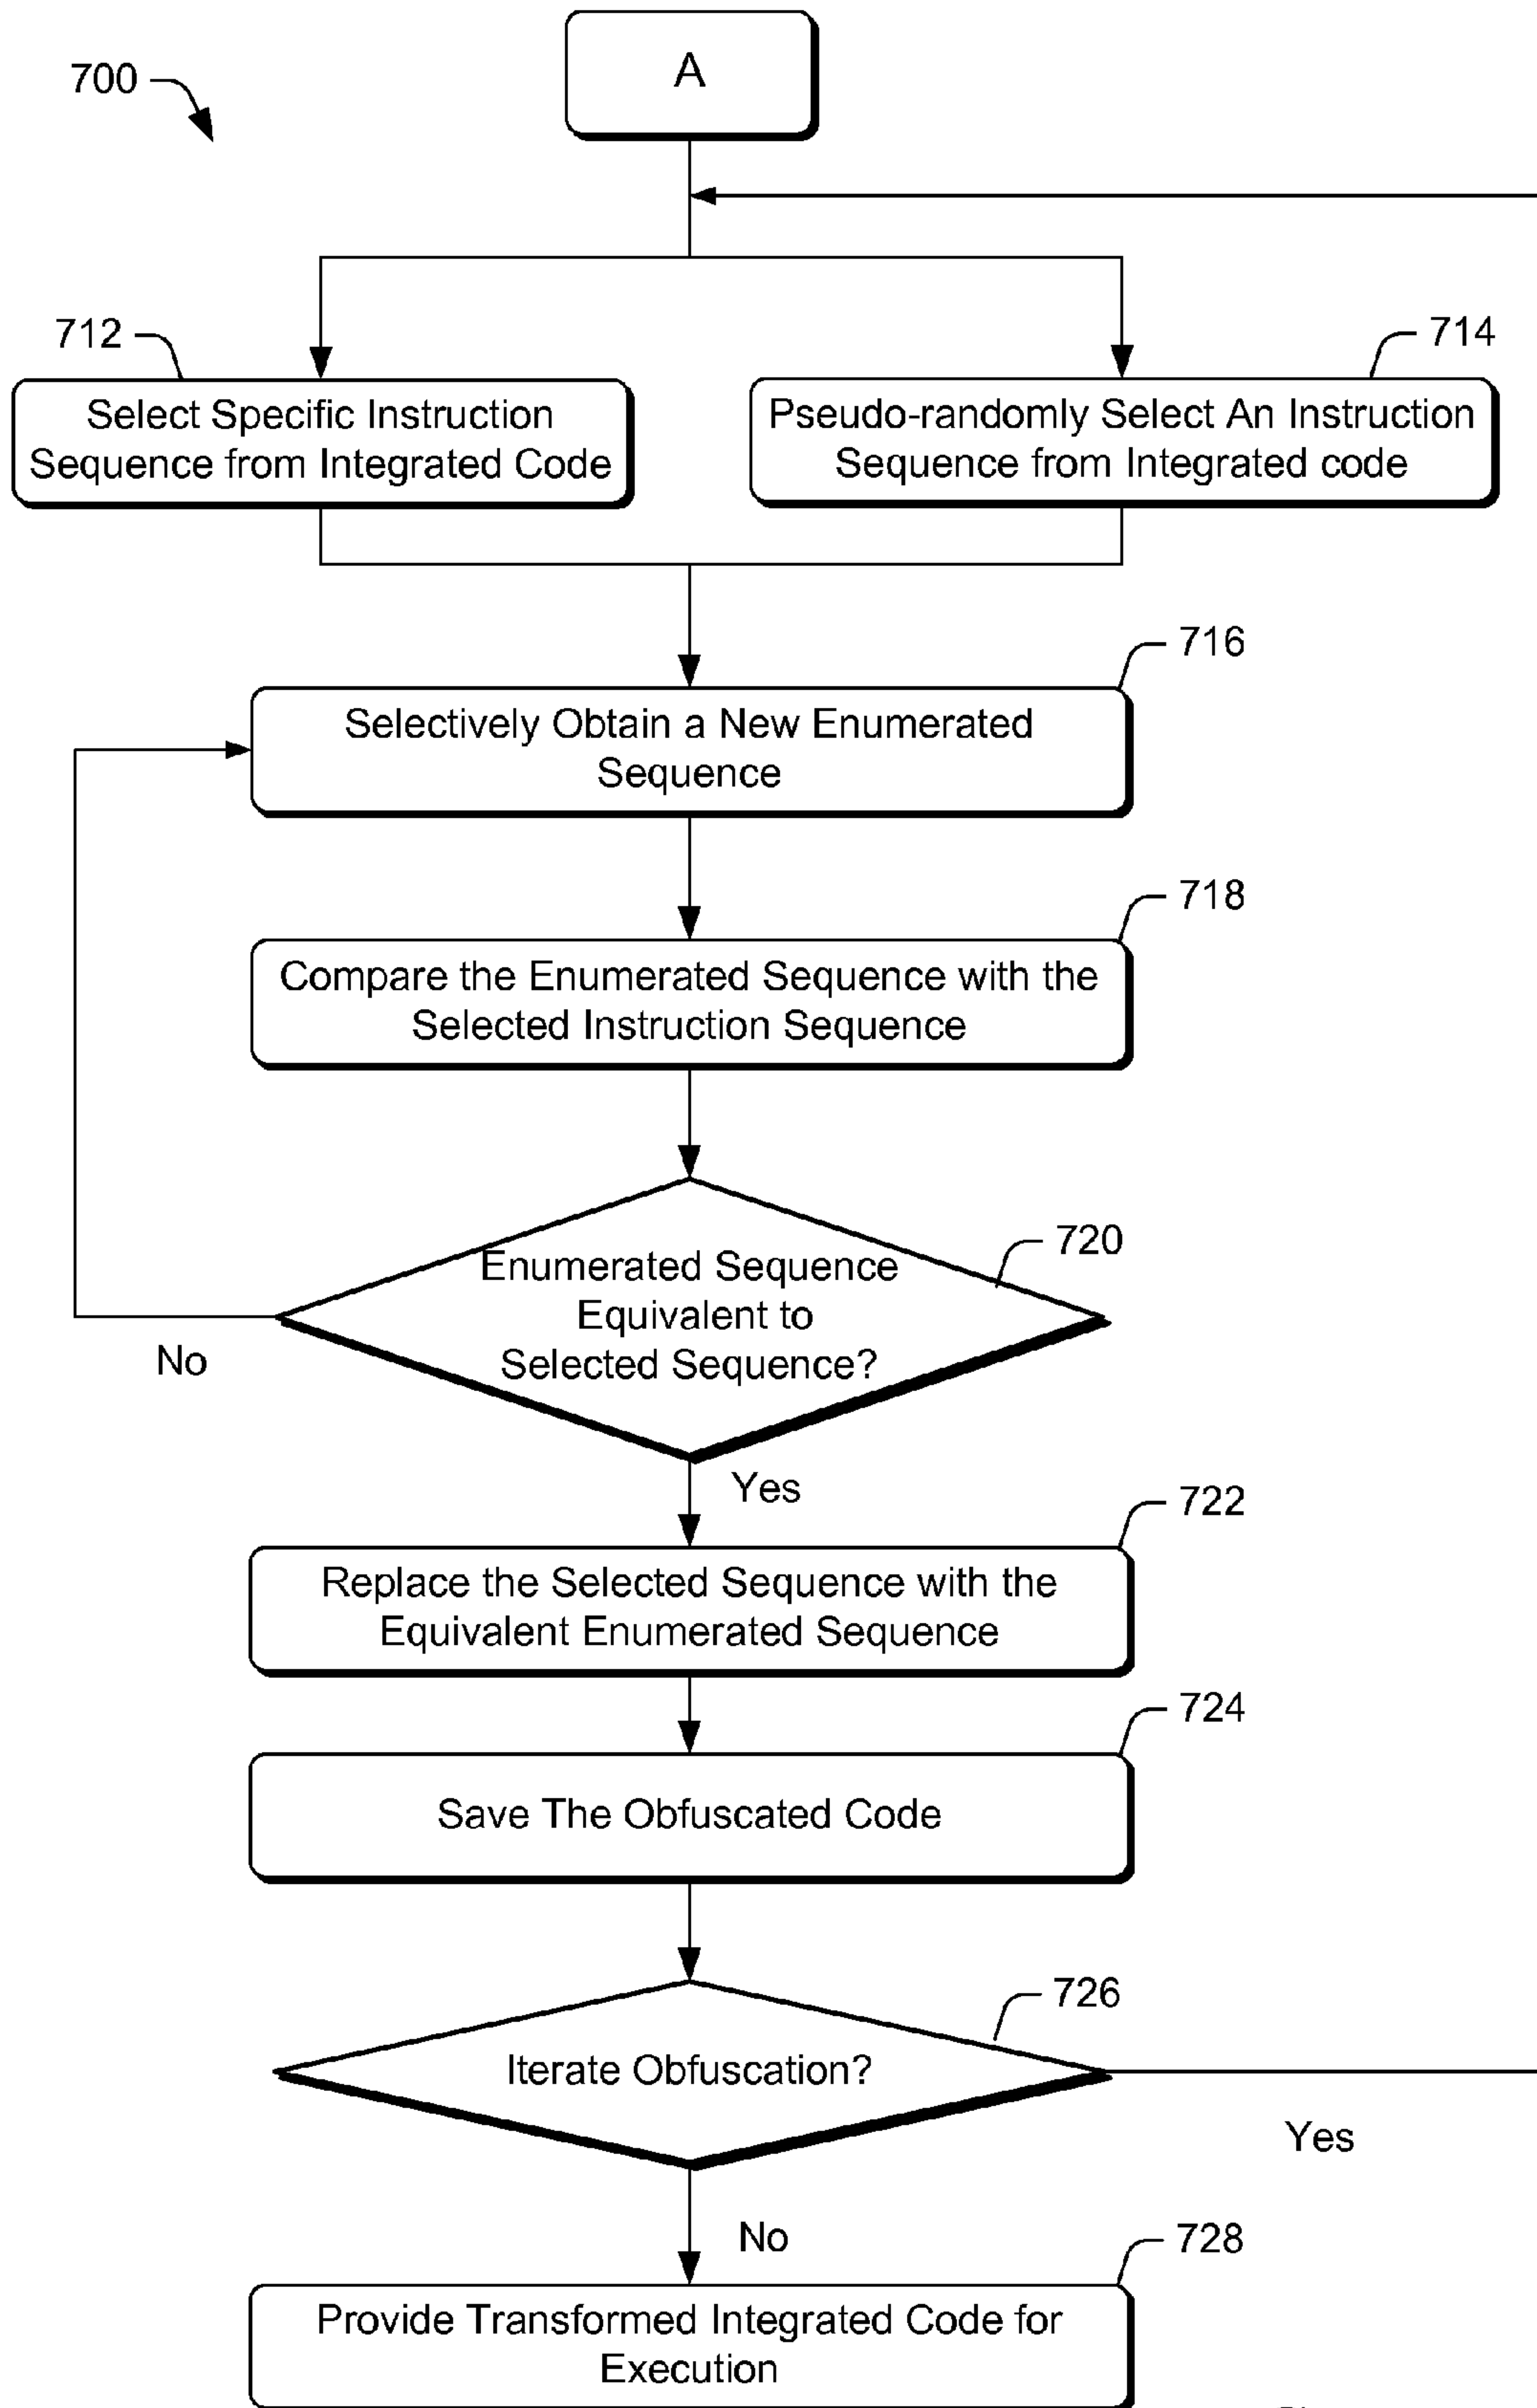 A
700
712
714
Select Specific Instruction
Sequence from Integrated Code
Pseudo-randomly Select An Instruction
Sequence from Integrated code
716
Selectively Obtain a New Enumerated
Sequence
718
Compare the Enumerated Sequence with the
Selected Instruction Sequence
720
Enumerated Sequence
Equivalent to
Selected Sequence?
No
Yes
722
Replace the Selected Sequence with the
Equivalent Enumerated Sequence
724
Save The Obfuscated Code
726
Iterate Obfuscation?
Yes
No
728
Provide Transformed Integrated Code for
Execution